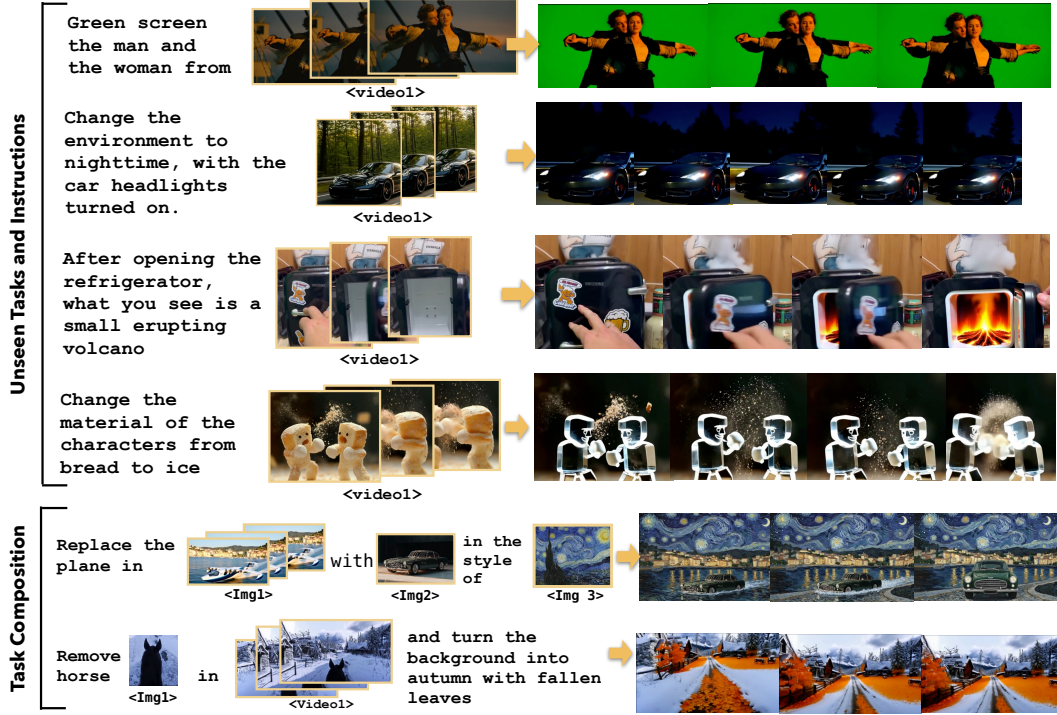 Unseen Tasks and Instructions
Green screen
the man and
the woman from
<video1>
Change the
environment to
nighttime, with the
car headlights
turned on.
<video1>
After opening the
refrigerator,
what you see is a
small erupting
volcano
<video1>
Change the
material of the
characters from
bread to ice
<video1>
Task Composition
Replace the
plane in
<Img1>
with
<Img2>
in the
style
of
<Img 3>
Remove
horse
<Img1>
in
<Video1>
and turn the
background into
autumn with fallen
leaves